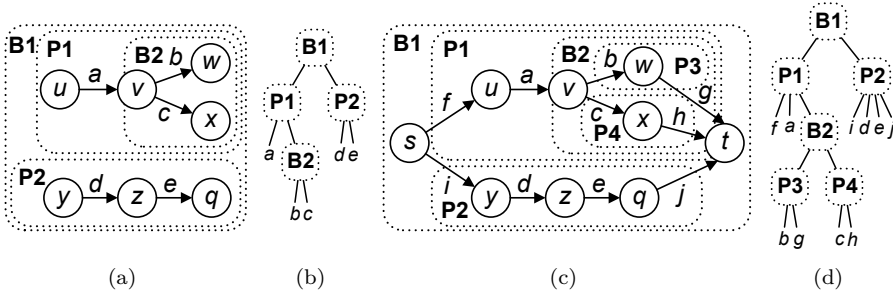 B1 P1 B2
u a v b w
c x
P2
y d z e q
(a)
B1
P1 P2
a B2 d e
b c
(b)
B1 P1 B2 P3
u a v b w
f c x h g
s P4 t
i y d z e q j
P2
(c)
B1
P1 P2
f a B2 i d e j
P3 P4
b g c h
(d)